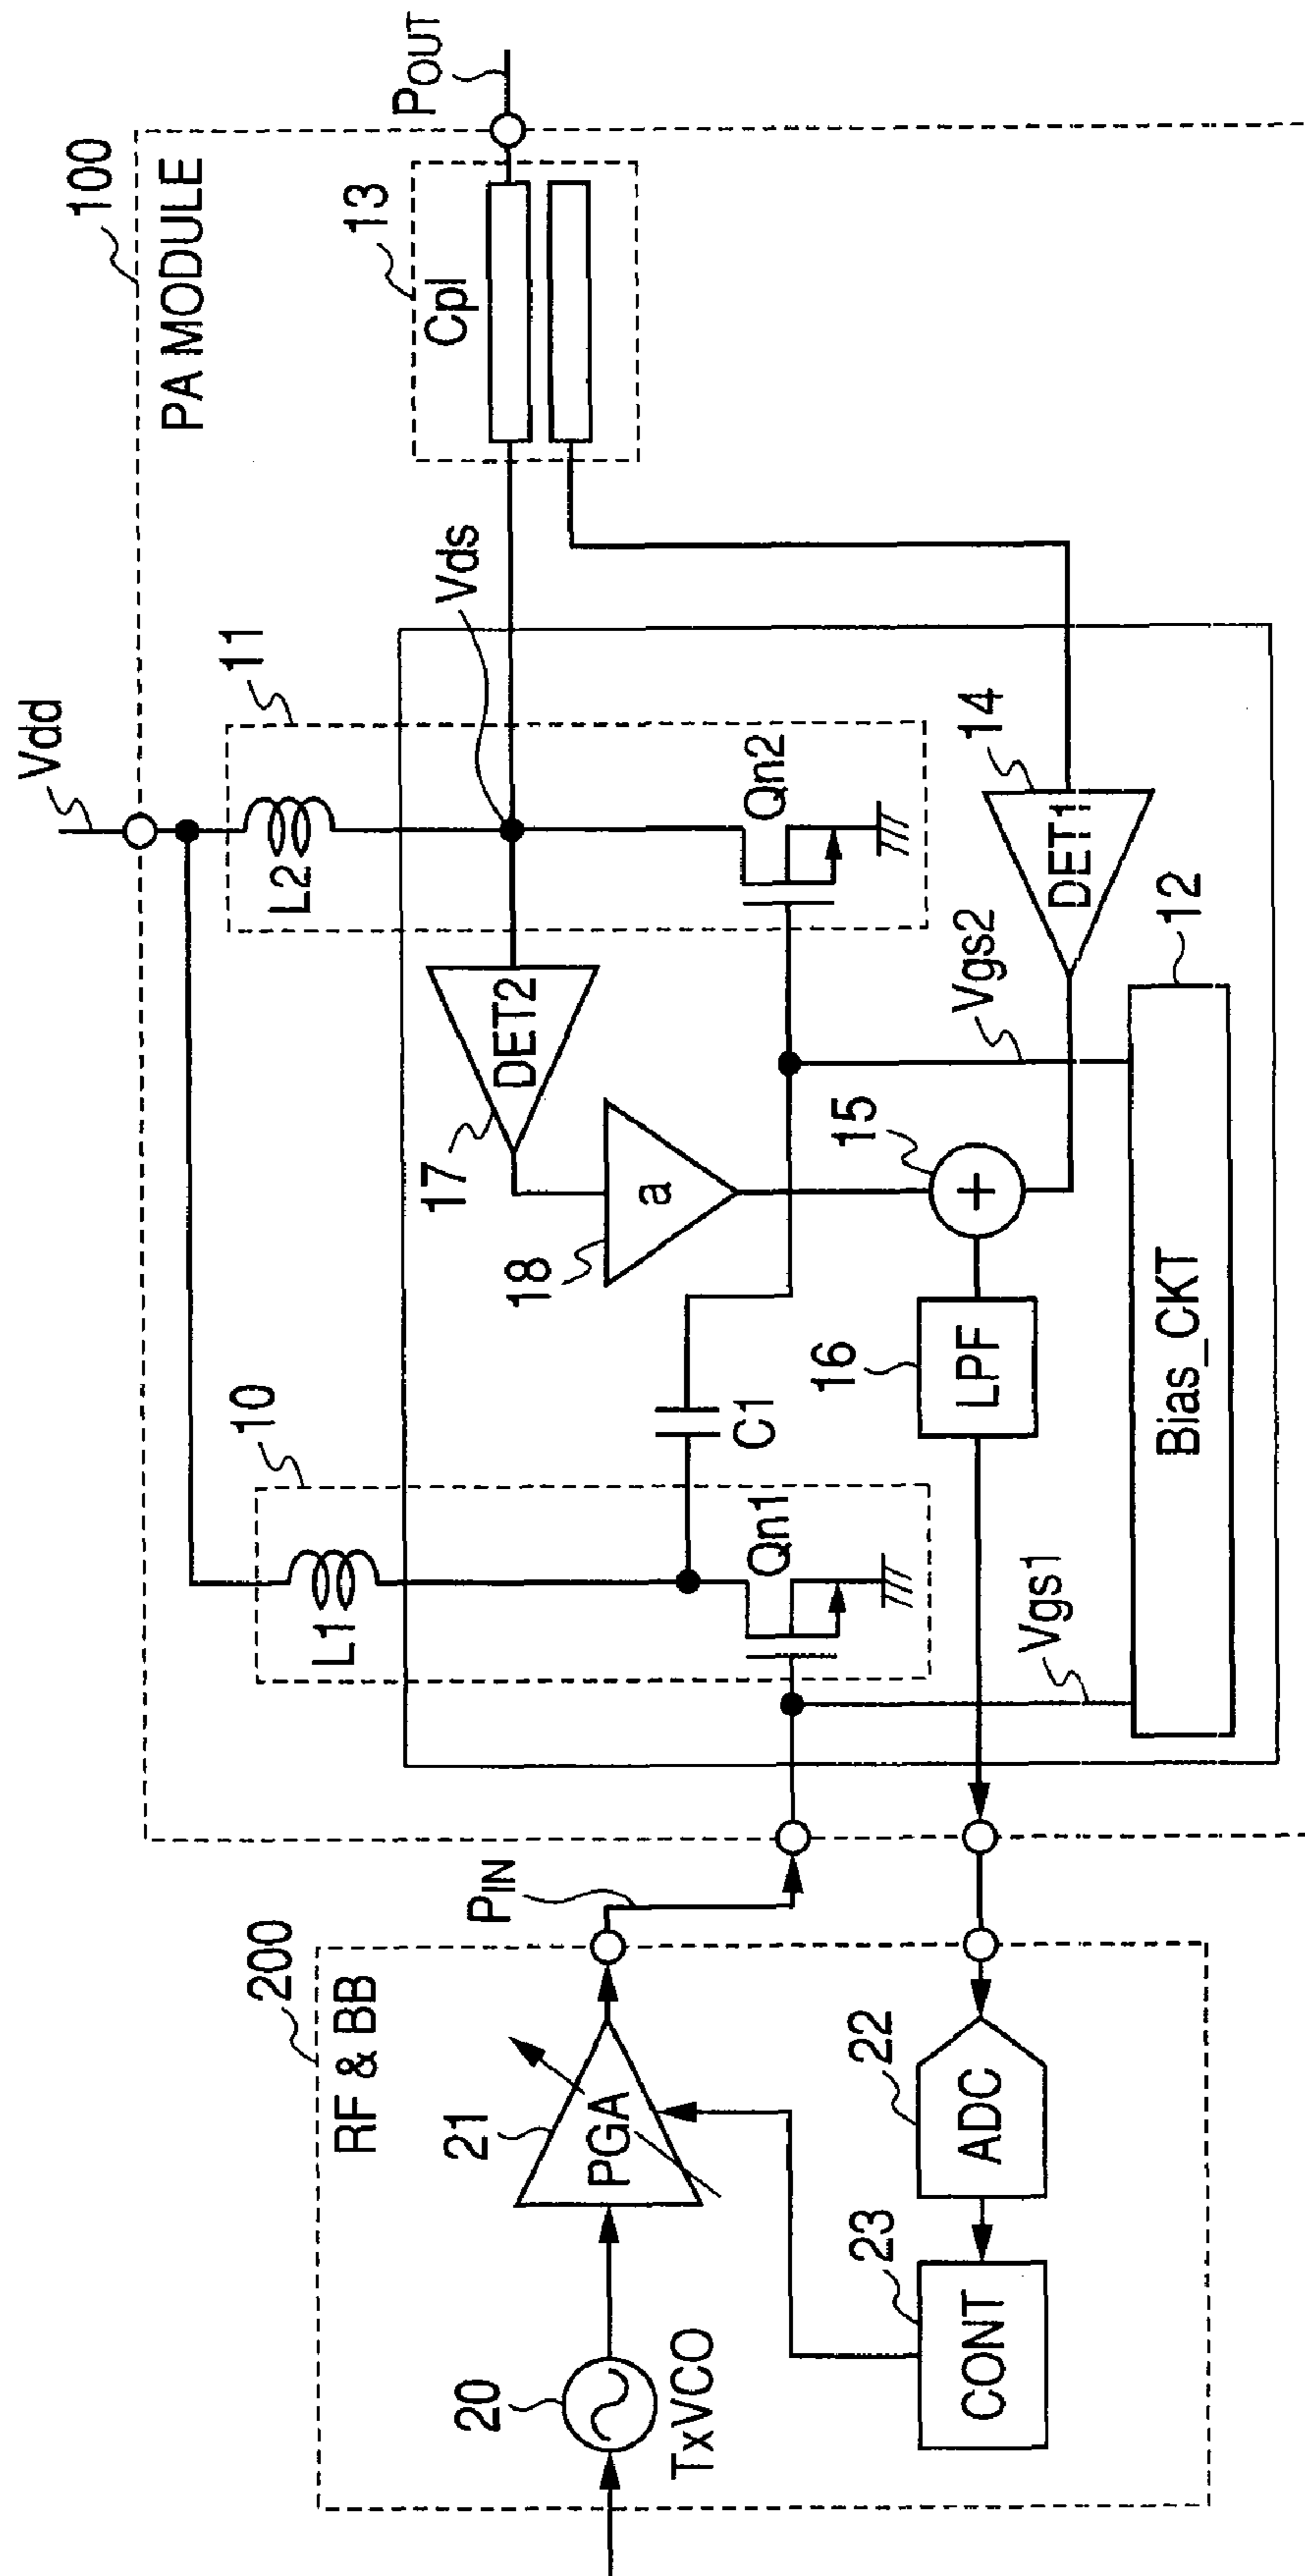 Vdd
100
PA MODULE
POUT
13
Cpl
11
L2
Vds
10
L1
17
DET2
18
a
Qn2
C1
Qn1
15
+
14
DET1
16
LPF
Vgs2
Vgs1
12
Bias_CKT
200
RF & BB
PIN
21
PGA
20
TxVCO
22
ADC
23
CONT